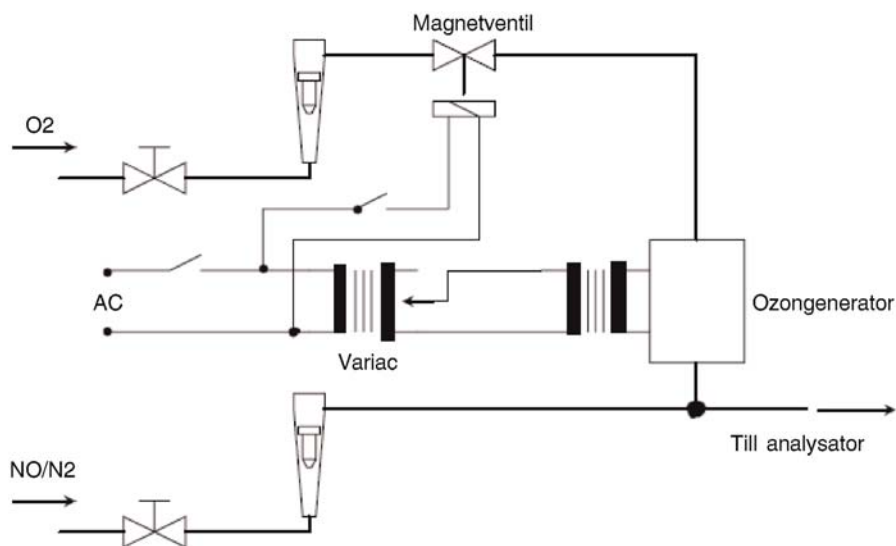 Magnetventil
O2
AC
Ozongenerator
Variac
Till analysator
NO/N2